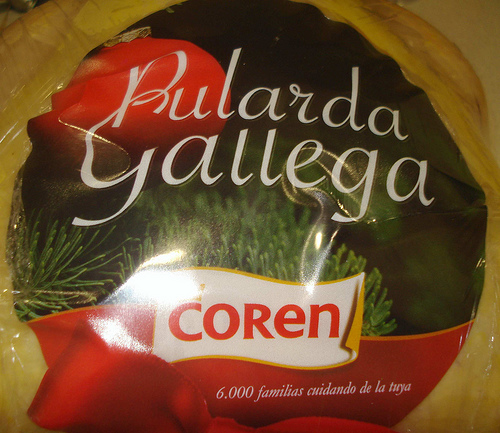 Pularda
Gallega
COREN
6.000 familias cuidando de la tuya